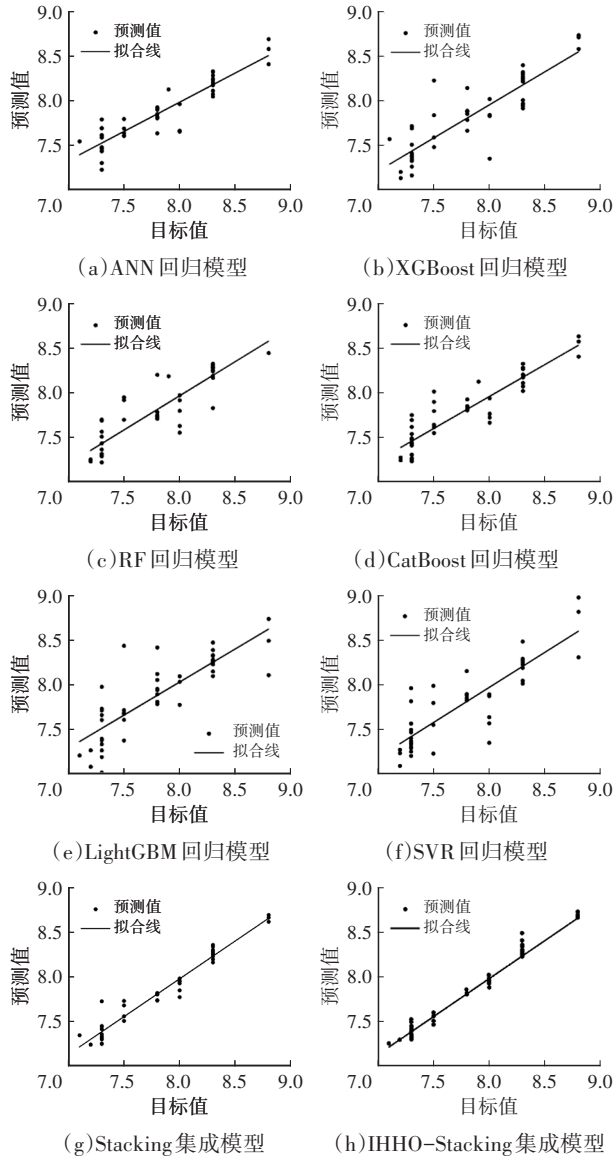 9.0
预测值
拟合线
8.5
8.0
7.5
预测值
7.0
7.5
8.0
8.5
9.0
目标值
(a)ANN回归模型
9.0
预测值
拟合线
8.5
8.0
7.5
预测值
7.0
7.5
8.0
8.5
9.0
目标值
(b)XGBoost回归模型
9.0
预测值
拟合线
8.5
8.0
7.5
预测值
7.0
7.5
8.0
8.5
9.0
目标值
(c)RF回归模型
9.0
预测值
拟合线
8.5
8.0
7.5
预测值
7.0
7.5
8.0
8.5
9.0
目标值
(d)CatBoost回归模型
9.0
8.5
8.0
7.5
预测值
预测值
拟合线
7.0
7.5
8.0
8.5
9.0
目标值
(e)LightGBM回归模型
9.0
预测值
拟合线
8.5
8.0
7.5
预测值
7.0
7.5
8.0
8.5
9.0
目标值
(f)SVR回归模型
9.0
预测值
拟合线
8.5
8.0
7.5
预测值
7.0
7.5
8.0
8.5
9.0
目标值
(g)Stacking集成模型
9.0
预测值
拟合线
8.5
8.0
7.5
预测值
7.0
7.5
8.0
8.5
9.0
目标值
(h)IHHO-Stacking集成模型